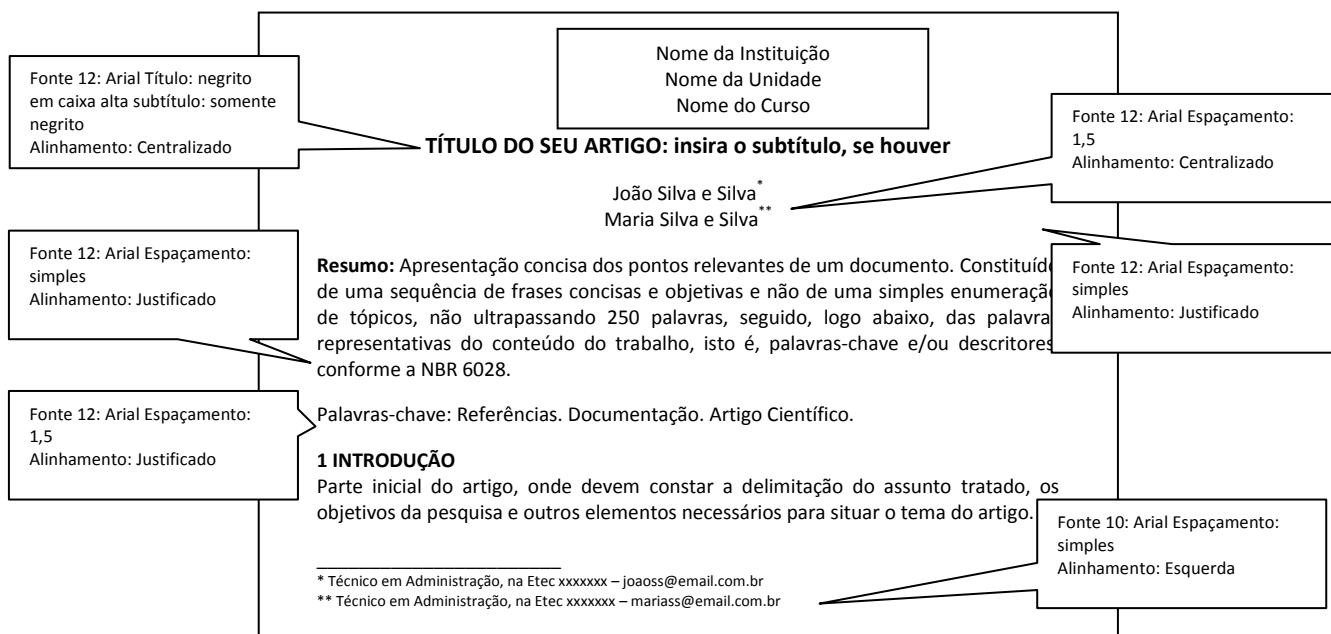 Nome da Instituição
Nome da Unidade
Nome do Curso
Fonte 12: Arial Título: negrito
em caixa alta subtítulo: somente
negrito
Alinhamento: Centralizado
TÍTULO DO SEU ARTIGO: insira o subtítulo, se houver
Fonte 12: Arial Espaçamento:
1,5
Alinhamento: Centralizado
João Silva e Silva*
Maria Silva e Silva**
Fonte 12: Arial Espaçamento:
simples
Alinhamento: Justificado
Fonte 12: Arial Espaçamento:
simples
Alinhamento: Justificado
Resumo: Apresentação concisa dos pontos relevantes de um documento. Constituíd
de uma sequência de frases concisas e objetivas e não de uma simples enumeraçã
de tópicos, não ultrapassando 250 palavras, seguido, logo abaixo, das palavra
representativas do conteúdo do trabalho, isto é, palavras-chave e/ou descritores
conforme a NBR 6028.
Fonte 12: Arial Espaçamento:
1,5
Alinhamento: Justificado
Palavras-chave: Referências. Documentação. Artigo Científico.
1 INTRODUÇÃO
Parte inicial do artigo, onde devem constar a delimitação do assunto tratado, os
objetivos da pesquisa e outros elementos necessários para situar o tema do artigo.
Fonte 10: Arial Espaçamento:
simples
Alinhamento: Esquerda
* Técnico em Administração, na Etec xxxxxxx – joaoss@email.com.br
** Técnico em Administração, na Etec xxxxxxx – mariass@email.com.br